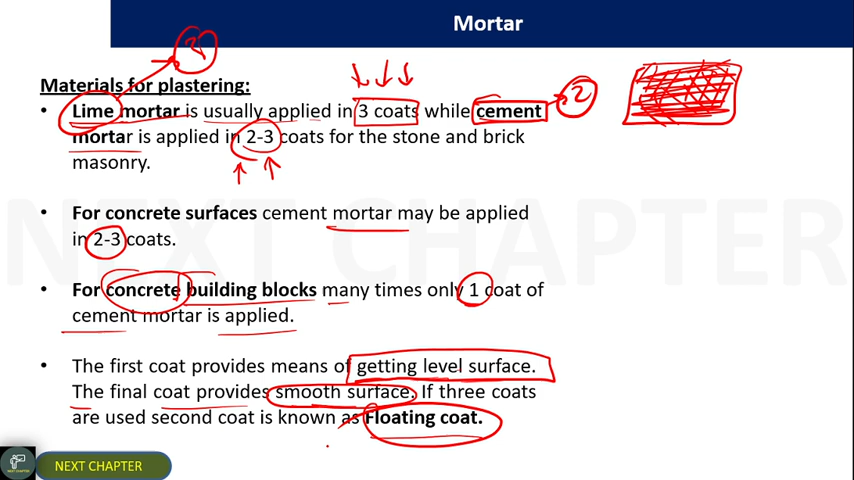 Mortar
3
Materials for plastering:
• Lime mortar is usually applied in 3 coats while cement 2
mortar is applied in 2-3 coats for the stone and brick
masonry.
• For concrete surfaces cement mortar may be applied
in 2-3 coats.
NEXT CHAPTER
• For concrete building blocks many times only 1 coat of
cement mortar is applied.
• The first coat provides means of getting level surface.
The final coat provides smooth surface. If three coats
are used second coat is known as Floating coat.
NEXT CHAPTER